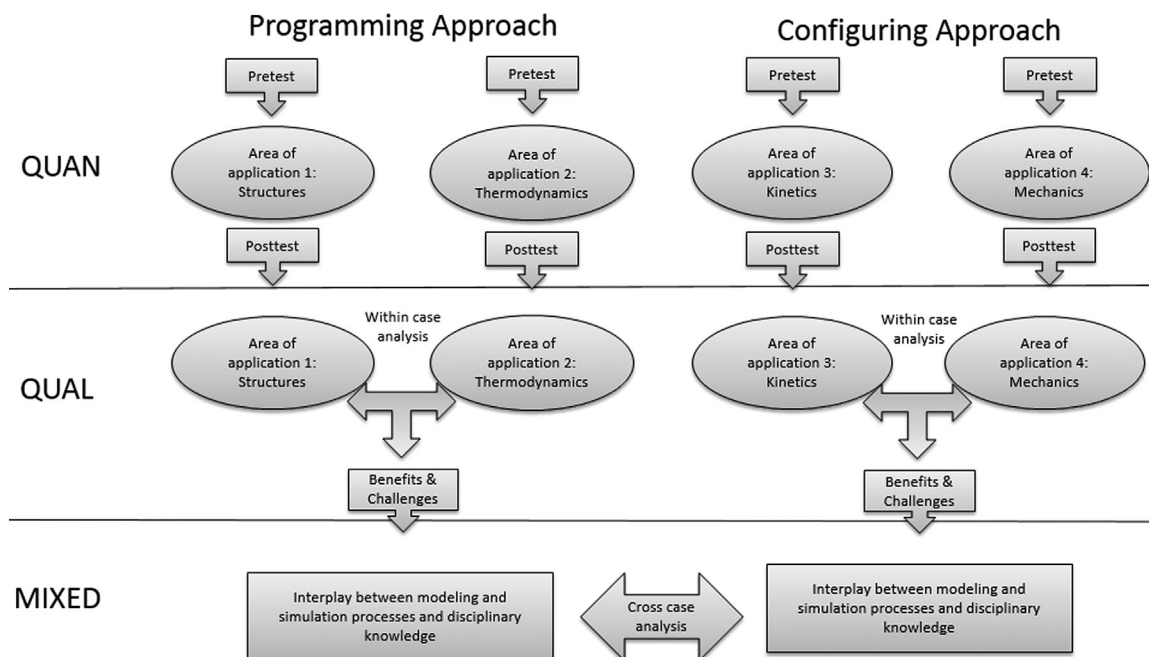 Programming Approach
Configuring Approach
Pretest
Pretest
Pretest
Pretest
QUAN
Area of
application 1:
Structures
Area of
application 2:
Thermodynamics
Area of
application 3:
Kinetics
Area of
application 4:
Mechanics
Posttest
Posttest
Posttest
Posttest
QUAL
Area of
application 1:
Structures
Within case
analysis
Area of
application 2:
Thermodynamics
Area of
application 3:
Kinetics
Within case
analysis
Area of
application 4:
Mechanics
Benefits &
Challenges
Benefits &
Challenges
MIXED
Interplay between modeling and
simulation processes and disciplinary
knowledge
Cross case
analysis
Interplay between modeling and
simulation processes and disciplinary
knowledge